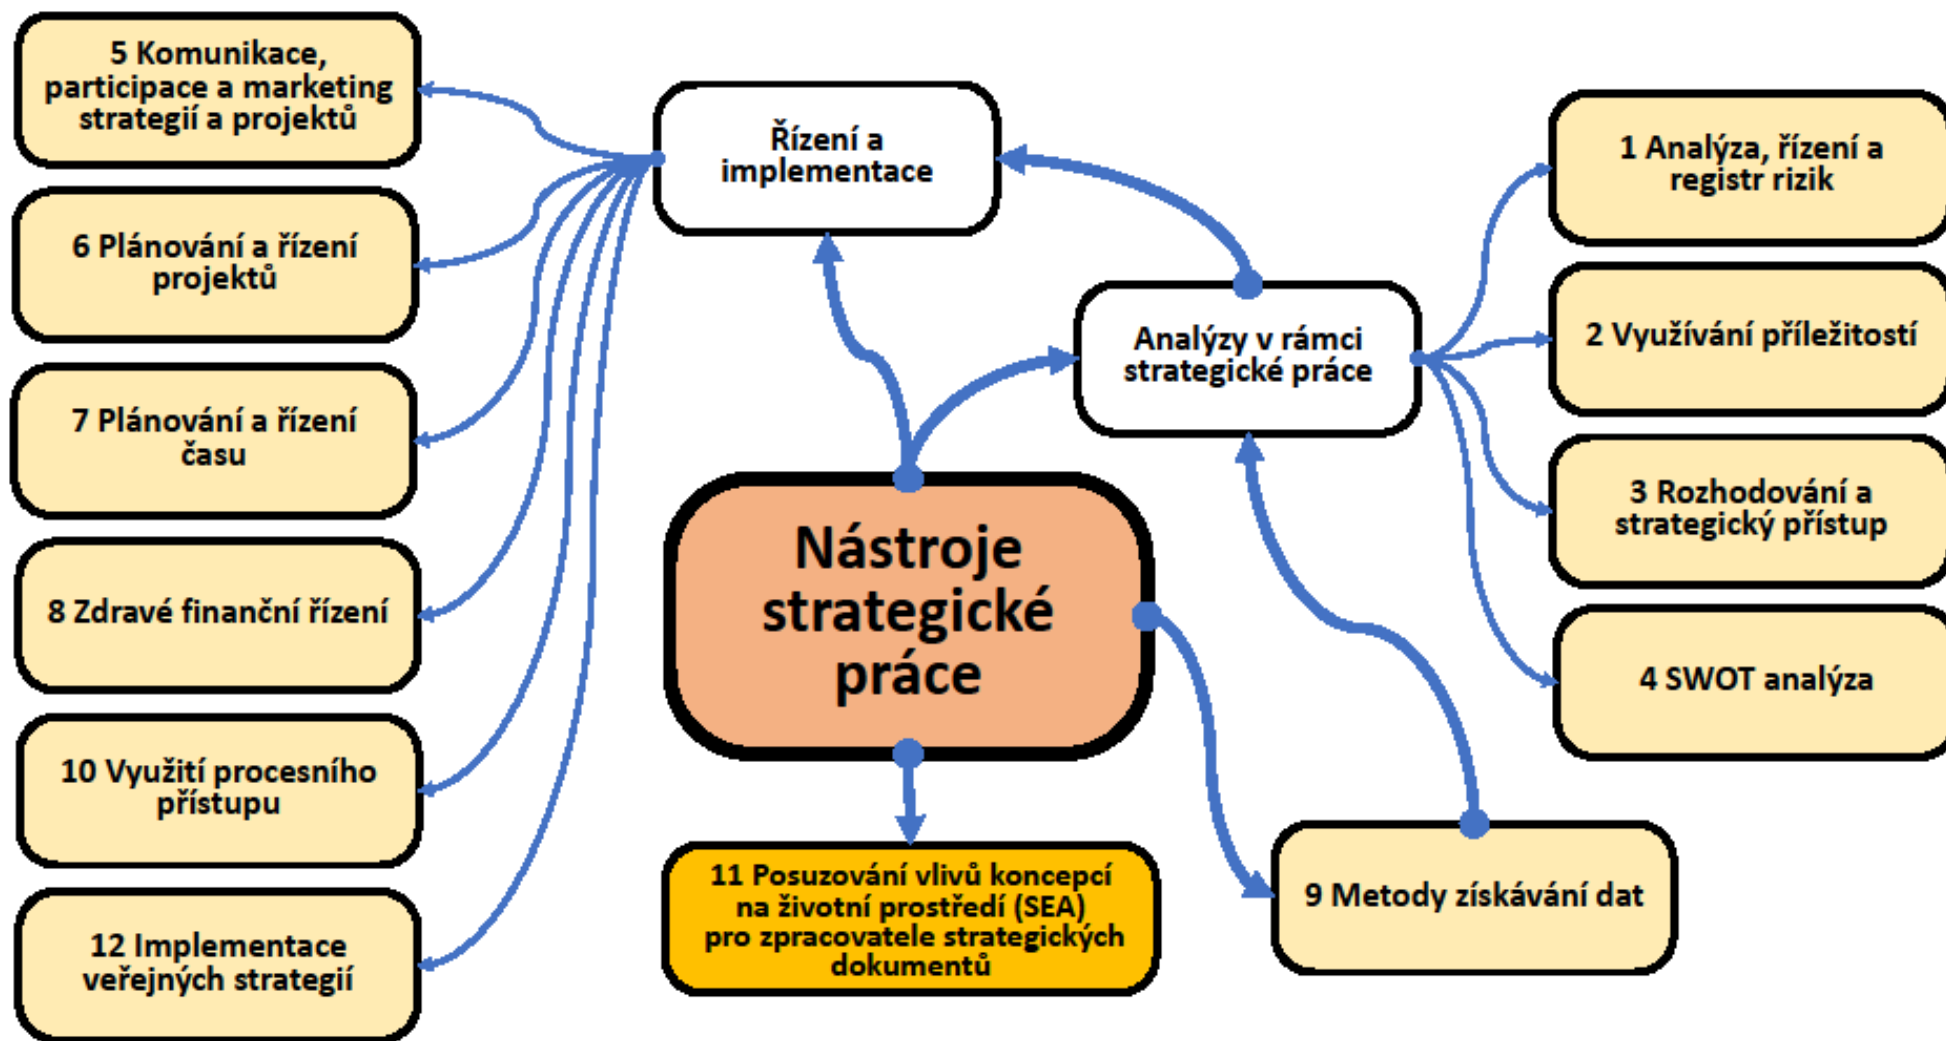 5 Komunikace,
participace a marketing
strategií a projektů
6 Plánování a řízení
projektů
7 Plánování a řízení
času
8 Zdravé finanční řízení
10 Využití procesního
přístupu
12 Implementace
veřejných strategií
Řízení a
implementace
Analýzy v rámci
strategické práce
Nástroje
strategické
práce
11 Posuzování vlivů koncepcí
na životní prostředí (SEA)
pro zpracovatele strategických
dokumentů
1 Analýza, řízení a
registr rizik
2 Využívání příležitostí
3 Rozhodování a
strategický přístup
4 SWOT analýza
9 Metody získávání dat